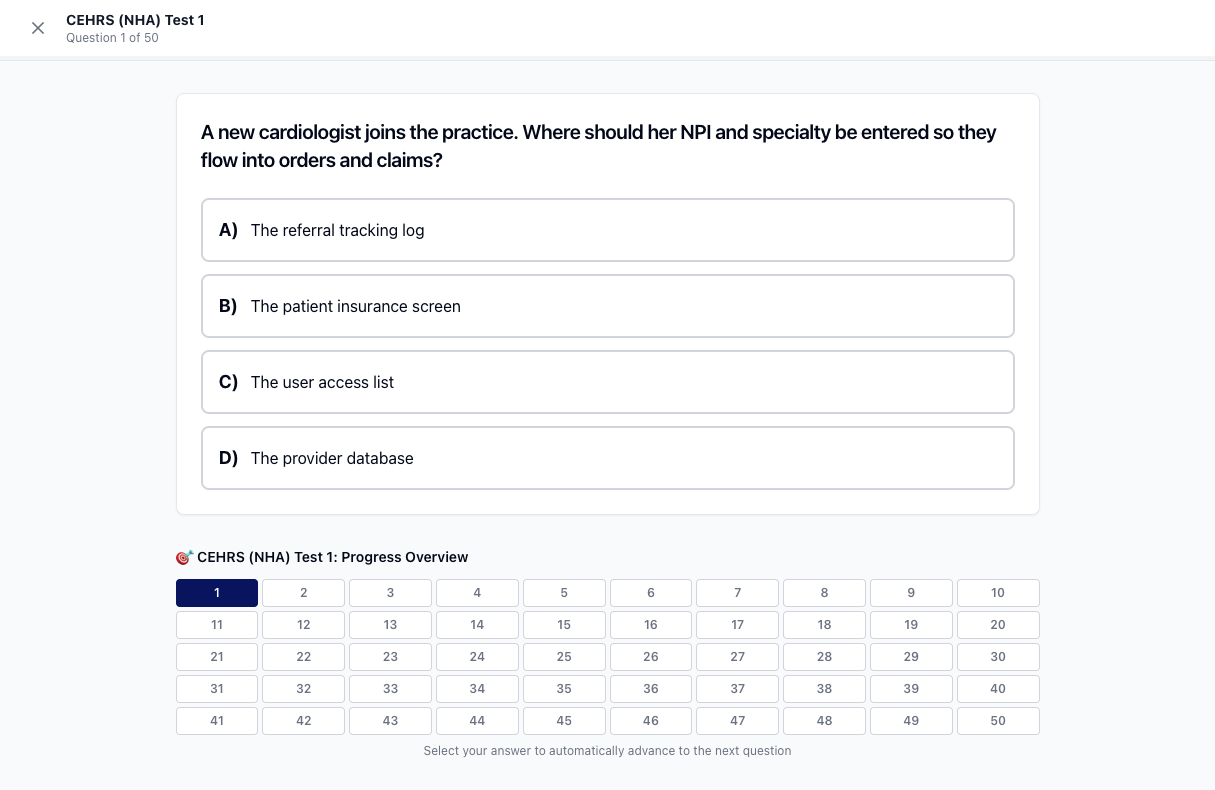 CEHRS (NHA) Test 1
Question 1 of 50
A new cardiologist joins the practice. Where should her NPI and specialty be entered so they
flow into orders and claims?
A) The referral tracking log
B) The patient insurance screen
C) The user access list
D) The provider database
🎯 CEHRS (NHA) Test 1: Progress Overview
1 2 3 4 5 6 7 8 9 10
11 12 13 14 15 16 17 18 19 20
21 22 23 24 25 26 27 28 29 30
31 32 33 34 35 36 37 38 39 40
41 42 43 44 45 46 47 48 49 50
Select your answer to automatically advance to the next question